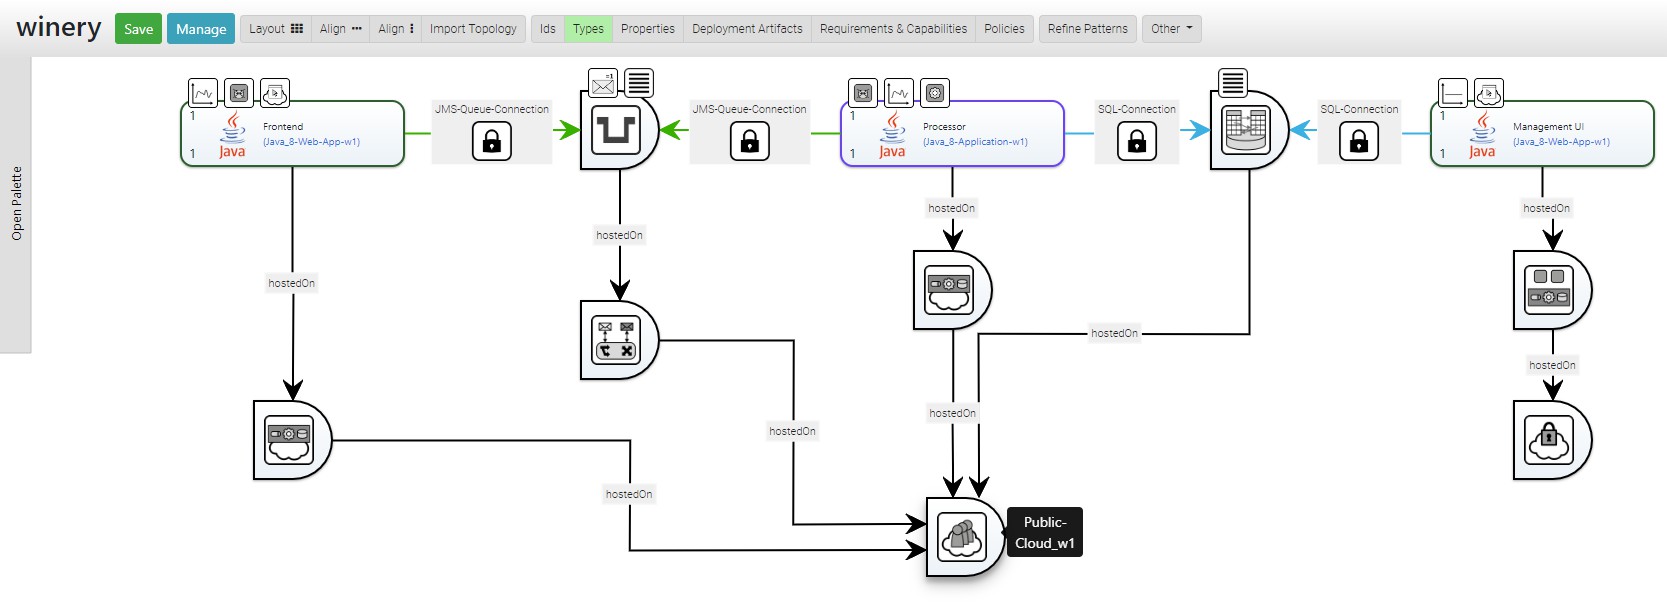 winery
Save
Manage
Layout
Align
Align
Import Topology
Ids
Types
Properties
Deployment Artifacts
Requirements & Capabilities
Policies
Refine Patterns
Other
Open Palette
1
Java
Frontend
(Java_8-Web-App-w1)
1
JMS-Queue-Connection
=1
JMS-Queue-Connection
1
Java
Processor
(Java_8-Application-w1)
1
SQL-Connection
SQL-Connection
1
Java
Management UI
(Java_8-Web-App-w1)
1
hostedOn
hostedOn
hostedOn
hostedOn
hostedOn
hostedOn
hostedOn
hostedOn
hostedOn
Public-
Cloud_w1